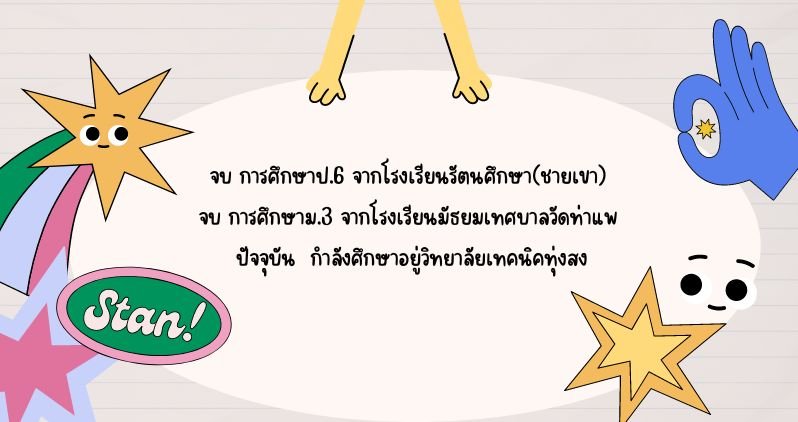 จบ การศึกษาป.6 จากโรงเรียนรัตนศึกษา(ชายเขา)
จบ การศึกษาม.3 จากโรงเรียนมัธยมเทศบาลวัดท่าแพ
ปัจจุบัน กำลังศึกษาอยู่วิทยาลัยเทคนิคทุ่งสง
Stan!